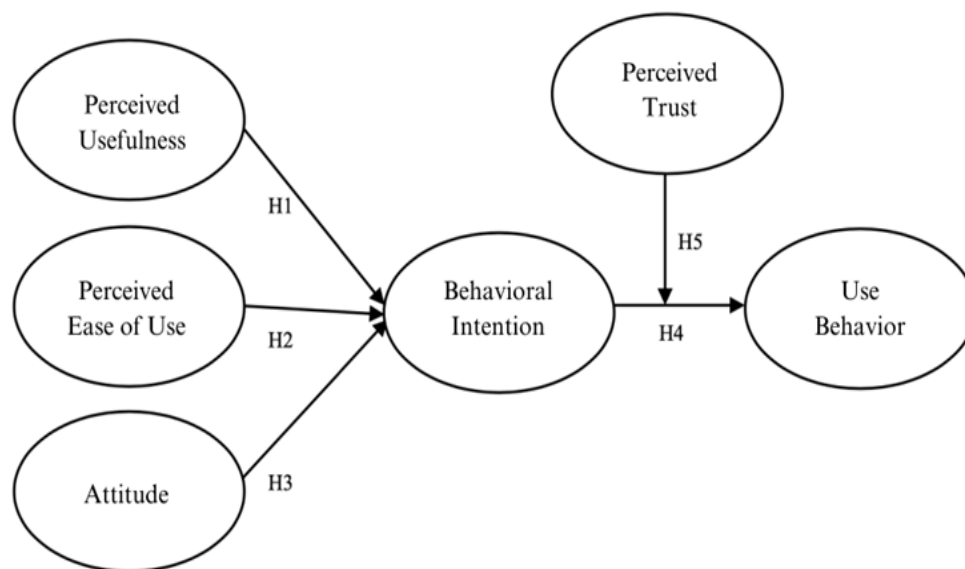 Perceived
Usefulness
H1
Perceived
Ease of Use
H2
Attitude
H3
Behavioral
Intention
Perceived
Trust
H5
H4
Use
Behavior